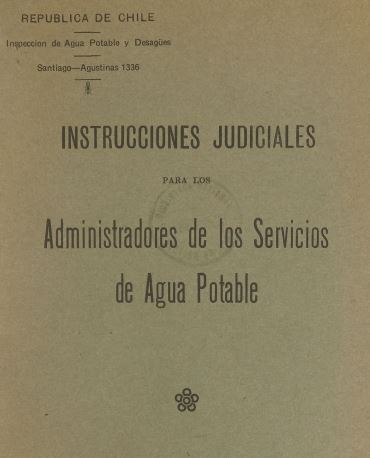 REPUBLICA DE CHILE
Inspeccion de Agua Potable y Desagües
Santiago—Agustinas 1336
INSTRUCCIONES JUDICIALES
PARA LOS
Administradores de los Servicios
de Agua Potable